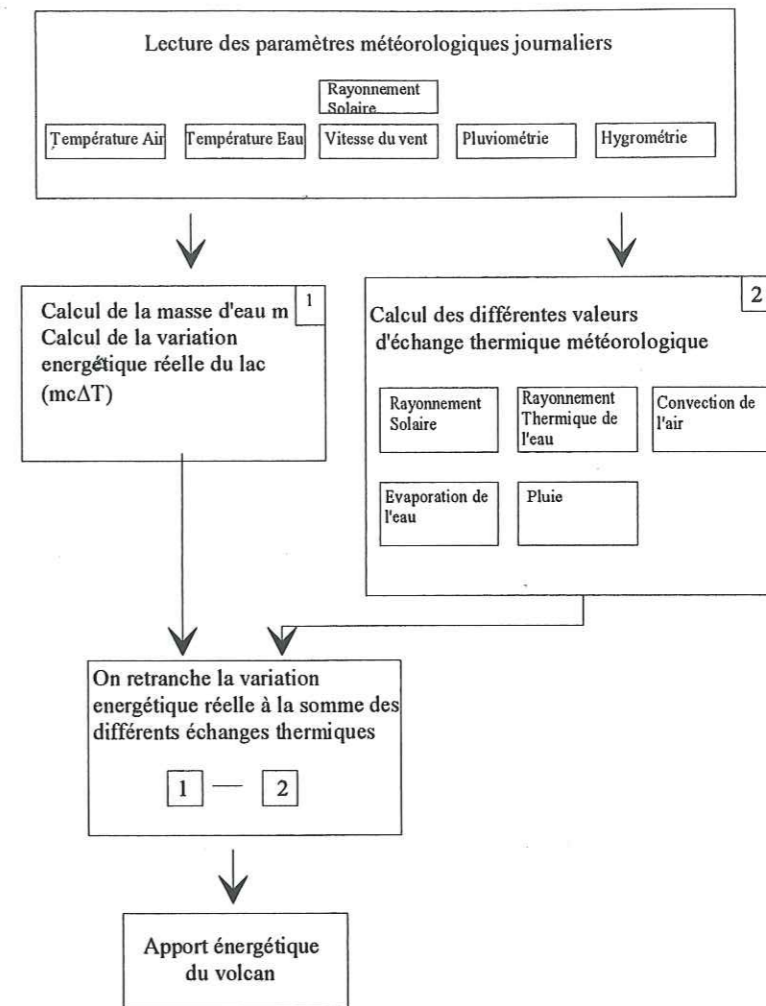 Lecture des paramètres météorologiques journaliers
Rayonnement
Solaire
Température Air
Température Eau
Vitesse du vent
Pluviométrie
Hygrométrie
1
Calcul de la masse d'eau m
Calcul de la variation
energétique réelle du lac
(mcΔT)
2
Calcul des différentes valeurs
d'échange thermique météorologique
Rayonnement
Solaire
Rayonnement
Thermique de
l'eau
Convection de
l'air
Evaporation de
l'eau
Pluie
On retranche la variation
energétique réelle à la somme des
différents échanges thermiques
1 — 2
Apport énergétique
du volcan